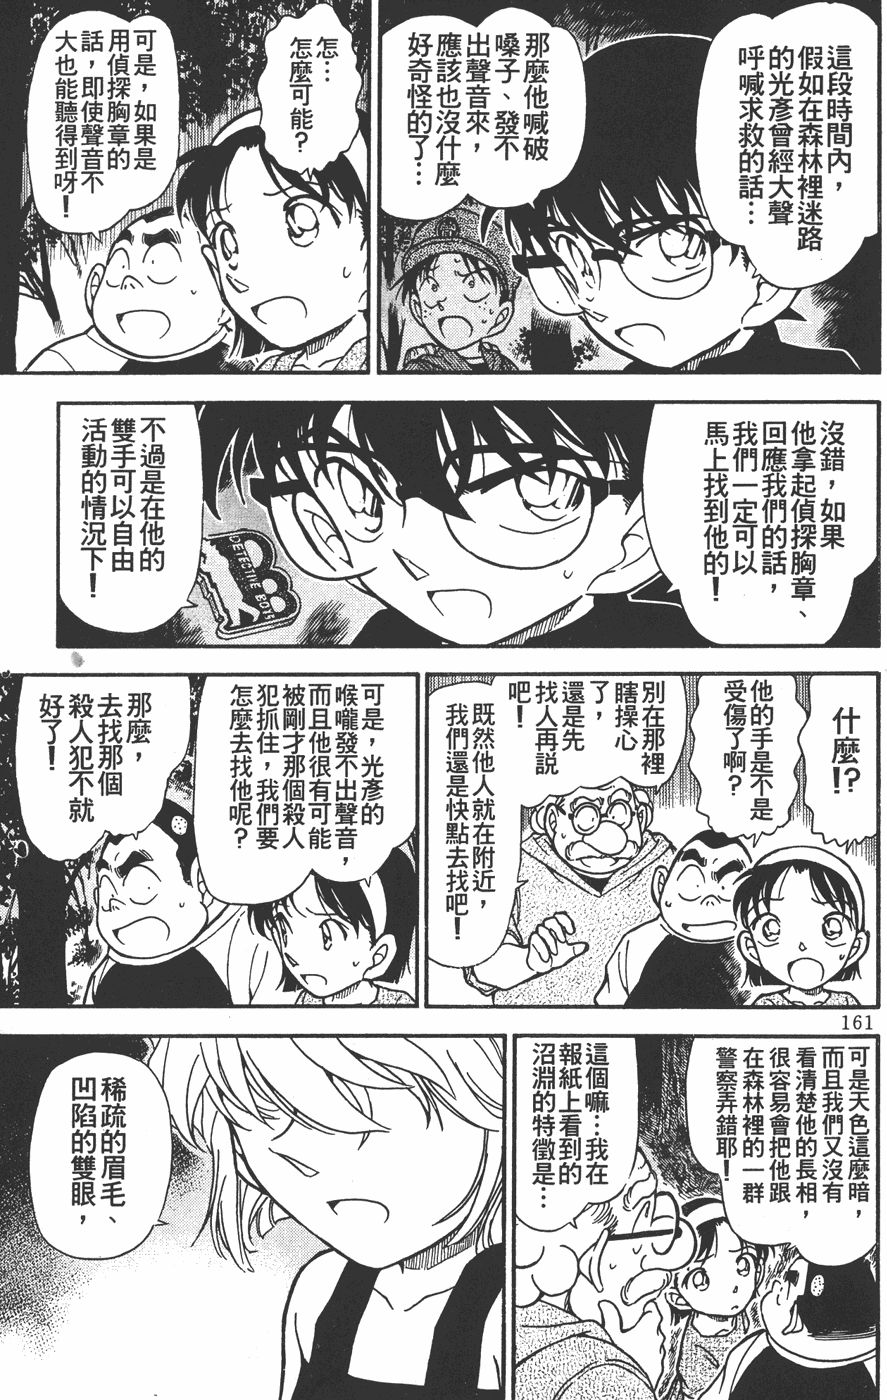 這段時間內，
假如在森林裡迷路
的光彥曾經大聲
呼喊求救的話…
那麼他喊破
嗓子、發不
出聲音來，
應該也沒什麼
好奇怪的了…
怎…
怎麼可能？
可是，如果是
用偵探胸章的
話，即使聲音不
大也能聽得到呀！
沒錯，如果
他拿起偵探胸章、
回應我們的話，
我們一定可以
馬上找到他的！
DETECTIVE BOYS
不過是在他的
雙手可以自由
活動的情況下！
什麼!?
他的手是不是
受傷了啊？
別在那裡
瞎操心
了，
還是先
找人再說
吧！
既然他人就在附近，
我們還是快點去找吧！
可是，光彥的
喉嚨發不出聲音，
而且他很有可能
被剛才那個殺人
犯抓住，我們要
怎麼去找他呢？
那麼，
去找那個
殺人犯不就
好了！
161
可是天色這麼暗，
而且我們又沒有
看清楚他的長相，
很容易會把他跟
在森林裡的一群
警察弄錯耶！
這個嘛…我在
報紙上看到的
沼淵的特徵是…
稀疏的眉毛、
凹陷的雙眼，